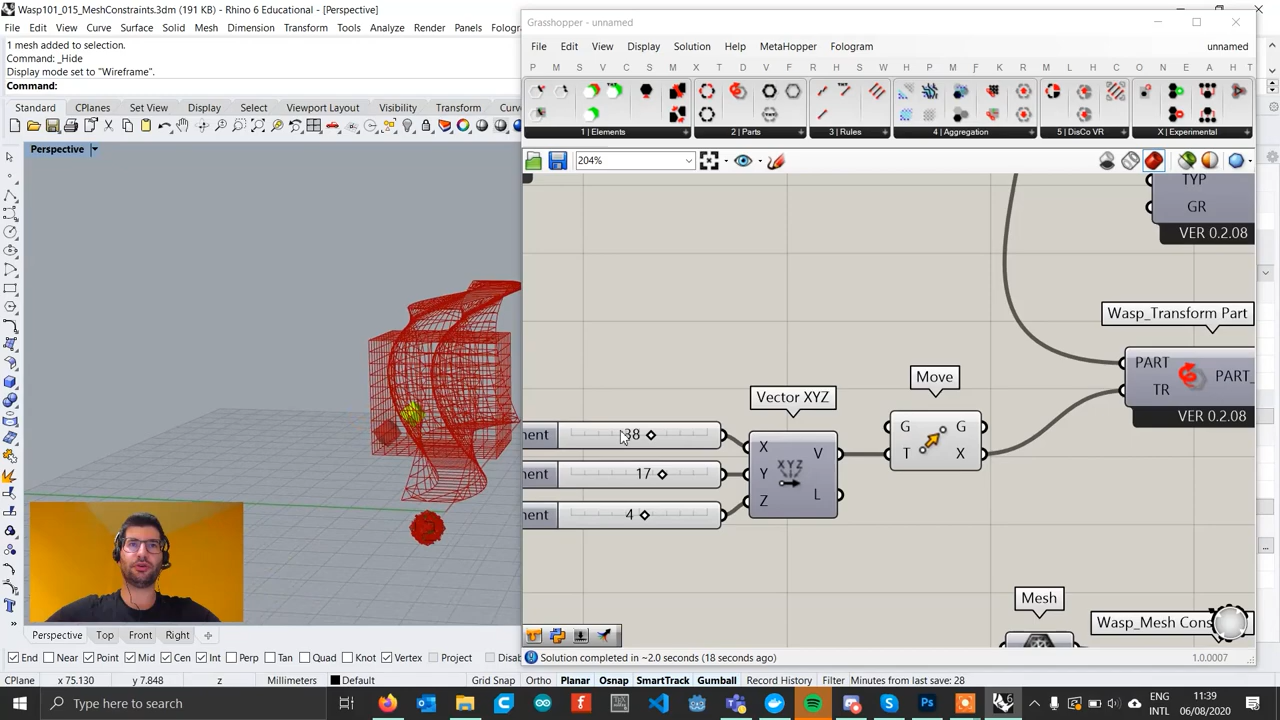 Wasp101_015_MeshConstraints.3dm (191 KB) - Rhino 6 Educational - [Perspective]
File Edit View Curve Surface Solid Mesh Dimension Transform Tools Analyze Render Panels
1 mesh added to selection.
Command: _Hide
Display mode set to "Wireframe".
Command:
Standard CPlanes Set View Display Select Viewport Layout Visibility Transform
Perspective
Grasshopper - unnamed
File Edit View Display Solution Help MetaHopper Fologram unnamed
P M S V C S M X T D V P M F P M S W C X L O N E A H T
1 | Elements 2 | Parts 3 | Rules 4 | Aggregation 5 | DisCo VR X | Experimental
204%
TYP
GR
VER 0.2.08
Wasp_Transform Part
PART
TR
PART_
VER 0.2.08
Move
G G
T X
Vector XYZ
X V
Y
Z L
ment 38
ment 17
ment 4
Mesh
Wasp_Mesh Cons
Solution completed in ~2.0 seconds (18 seconds ago)
1.0.0007
Perspective Top Front Right
End Near Point Mid Cen Int Perp Tan Quad Knot Vertex Project
CPlane x 75.130 y 7.848 z Millimeters Default Grid Snap Ortho Planar Osnap SmartTrack Gumball Record History Filter Minutes from last save: 28
Type here to search
ENG
INTL
11:39
06/08/2020